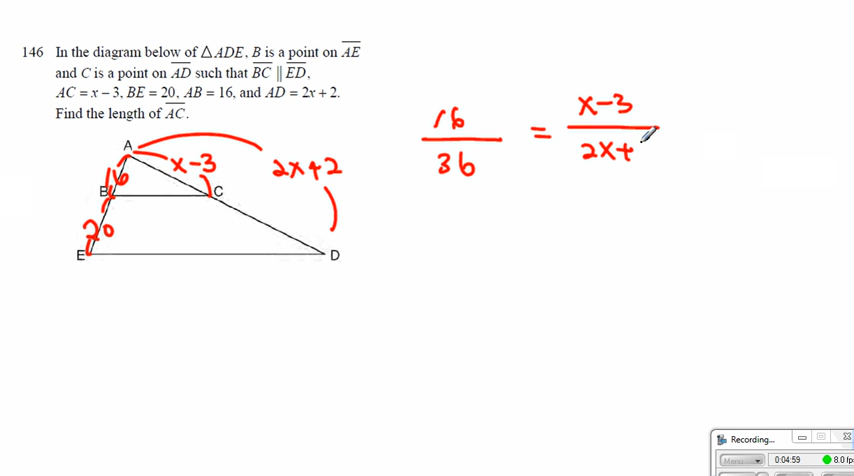 146 In the diagram below of △ADE, B is a point on AE
and C is a point on AD such that BC ∥ ED,
AC = x − 3, BE = 20, AB = 16, and AD = 2x + 2.
Find the length of AC.
16/36 = x-3/2x+
A
x-3
2x+2
16
B
C
20
E
D
Recording...
Menu
0:04:59
8.0 fp